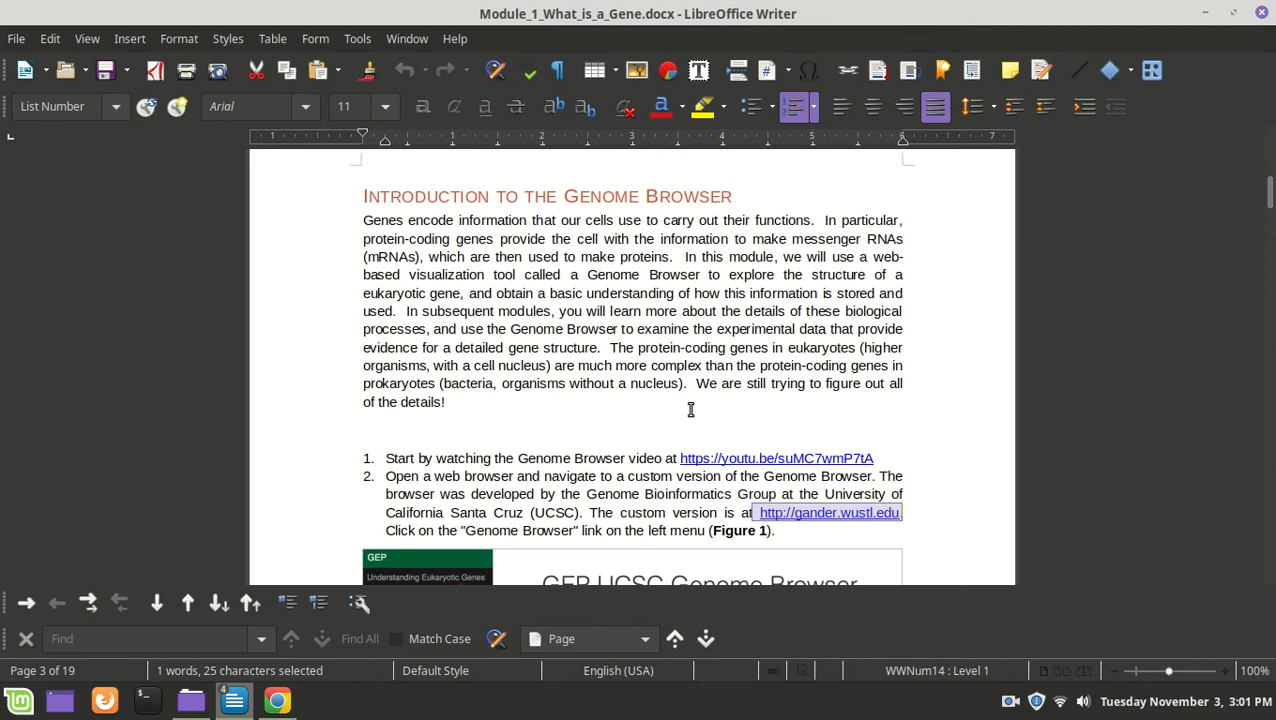 Module_1_What_is_a_Gene.docx - LibreOffice Writer
File Edit View Insert Format Styles Table Form Tools Window Help
List Number Arial 11
1 1 2 3 4 5 6 7
INTRODUCTION TO THE GENOME BROWSER
Genes encode information that our cells use to carry out their functions. In particular,
protein-coding genes provide the cell with the information to make messenger RNAs
(mRNAs), which are then used to make proteins. In this module, we will use a web-
based visualization tool called a Genome Browser to explore the structure of a
eukaryotic gene, and obtain a basic understanding of how this information is stored and
used. In subsequent modules, you will learn more about the details of these biological
processes, and use the Genome Browser to examine the experimental data that provide
evidence for a detailed gene structure. The protein-coding genes in eukaryotes (higher
organisms, with a cell nucleus) are much more complex than the protein-coding genes in
prokaryotes (bacteria, organisms without a nucleus). We are still trying to figure out all
of the details!
1. Start by watching the Genome Browser video at https://youtu.be/suMC7wmP7tA
2. Open a web browser and navigate to a custom version of the Genome Browser. The
browser was developed by the Genome Bioinformatics Group at the University of
California Santa Cruz (UCSC). The custom version is at http://gander.wustl.edu.
Click on the "Genome Browser" link on the left menu (Figure 1).
GEP
Understanding Eukaryotic Genes
GEP UCSC Genome Browser
Find Find All Match Case Page
Page 3 of 19 1 words, 25 characters selected Default Style English (USA) WWNum14 : Level 1 100%
4 Tuesday November 3, 3:01 PM